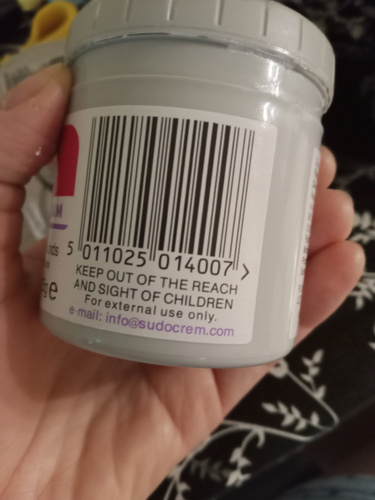 5 011025 014007 >
KEEP OUT OF THE REACH
AND SIGHT OF CHILDREN
For external use only.
e-mail: info@sudocrem.com